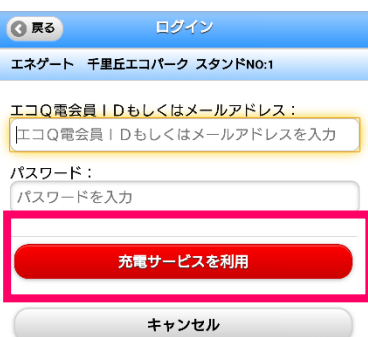 戻る
ログイン
エネゲート 千里丘エコパーク スタンドNO:1
エコQ電会員IDもしくはメールアドレス：
エコQ電会員IDもしくはメールアドレスを入力
パスワード：
パスワードを入力
充電サービスを利用
キャンセル